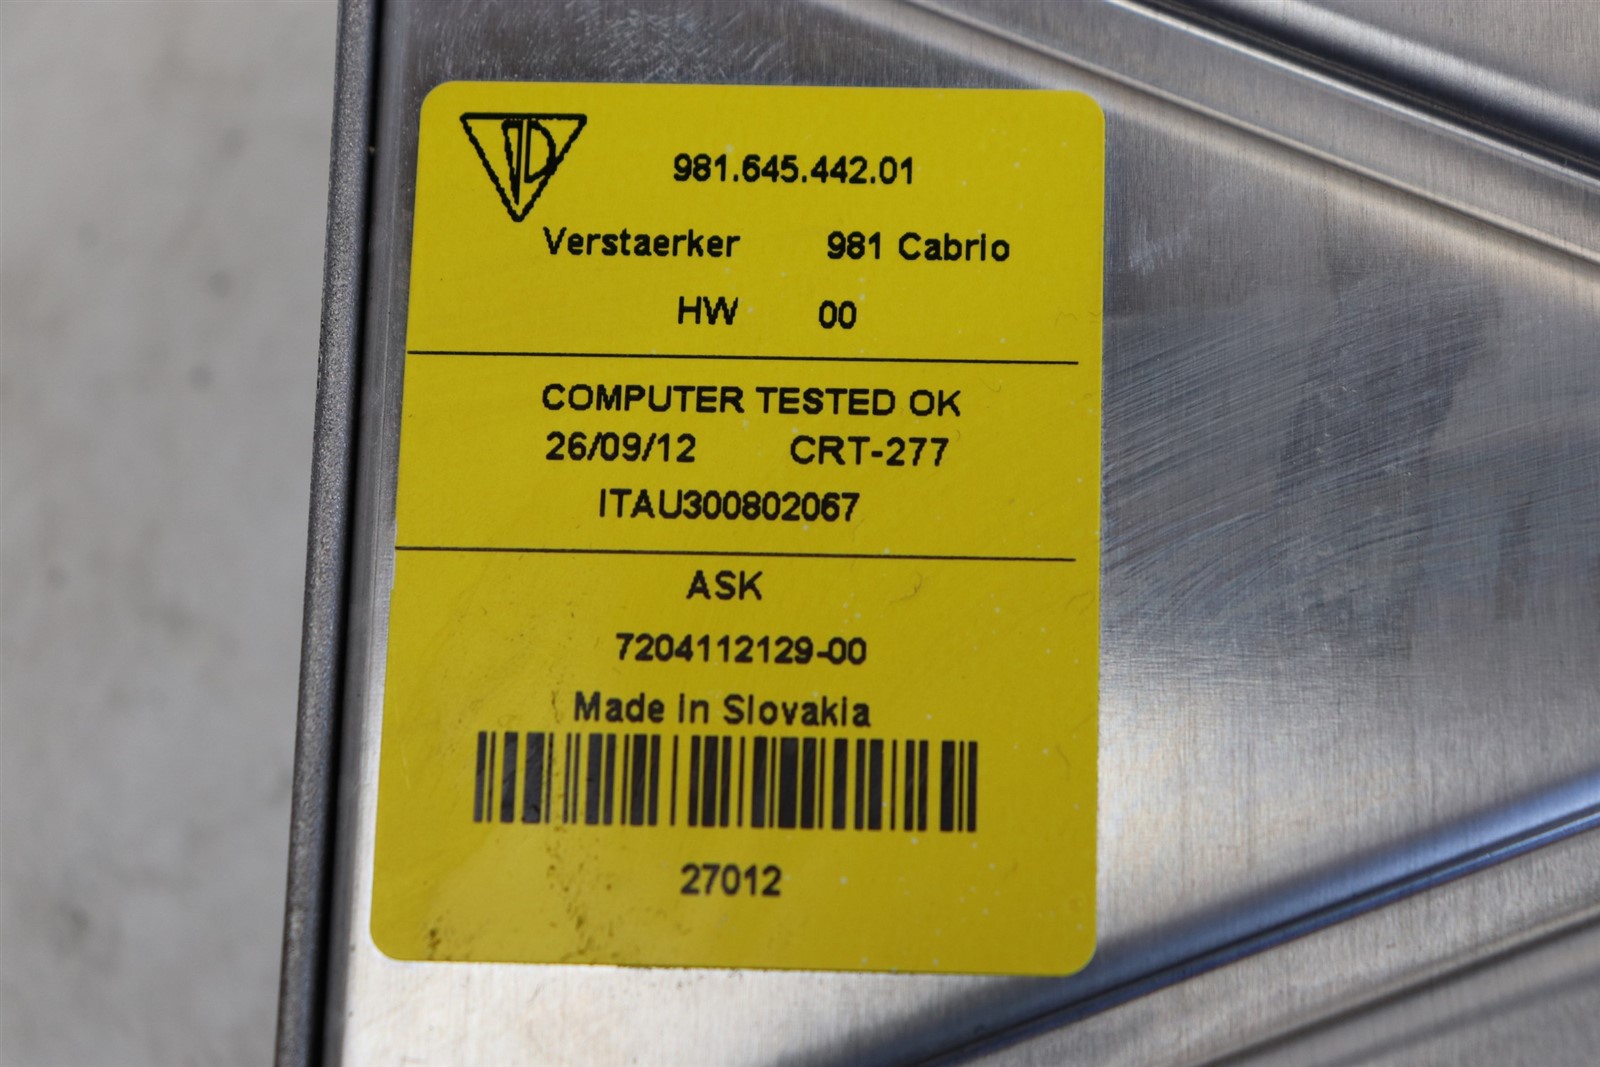 981.645.442.01
Verstaerker 981 Cabrio
HW 00
COMPUTER TESTED OK
26/09/12 CRT-277
ITAU300802067
ASK
7204112129-00
Made in Slovakia
27012